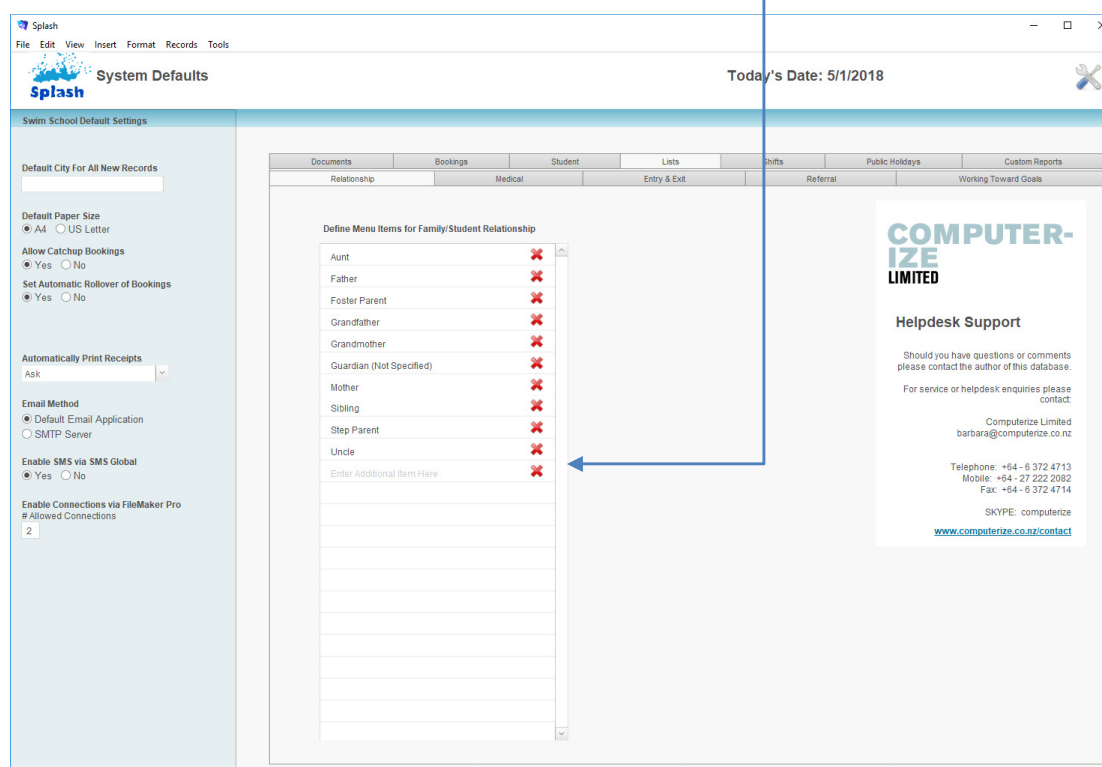 Splash
File Edit View Insert Format Records Tools
Splash
System Defaults
Today's Date: 5/1/2018
Swim School Default Settings
Default City For All New Records
Default Paper Size
A4 US Letter
Allow Catchup Bookings
Yes No
Set Automatic Rollover of Bookings
Yes No
Automatically Print Receipts
Ask
Email Method
Default Email Application
SMTP Server
Enable SMS via SMS Global
Yes No
Enable Connections via FileMaker Pro
# Allowed Connections
2
Documents Bookings Student Lists Shifts Public Holidays Custom Reports
Relationship Medical Entry & Exit Referral Working Toward Goals
Define Menu Items for Family/Student Relationship
Aunt
Father
Foster Parent
Grandfather
Grandmother
Guardian (Not Specified)
Mother
Sibling
Step Parent
Uncle
Enter Additional Item Here
COMPUTER-
IZE
LIMITED
Helpdesk Support
Should you have questions or comments
please contact the author of this database.
For service or helpdesk enquiries please
contact:
Computerize Limited
barbara@computerize.co.nz
Telephone: +64 - 6 372 4713
Mobile: +64 - 27 222 2082
Fax: +64 - 6 372 4714
SKYPE: computerize
www.computerize.co.nz/contact